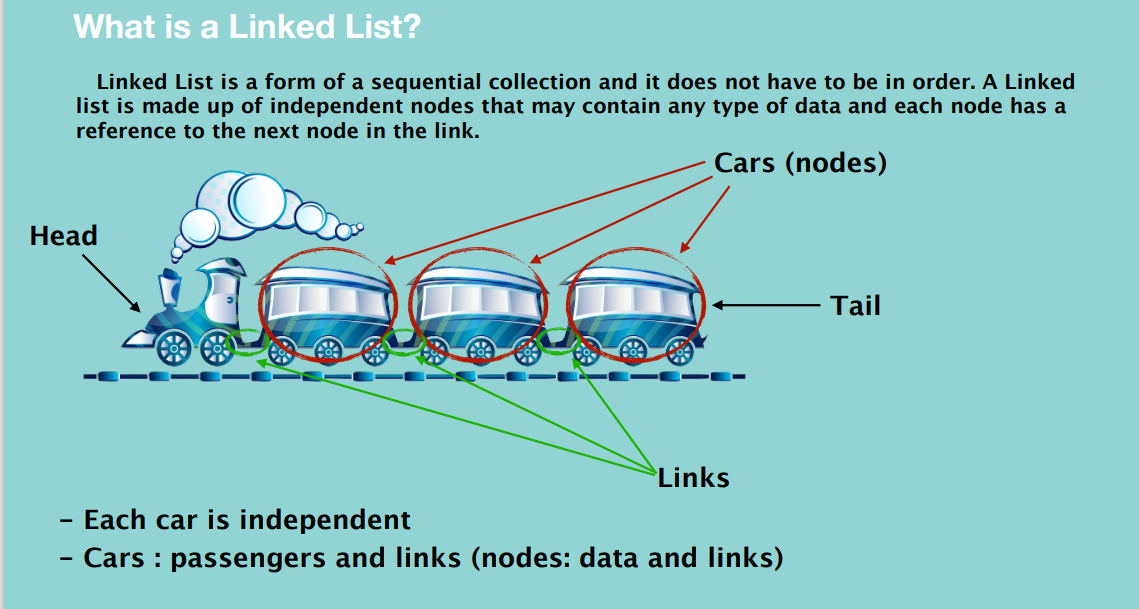 What is a Linked List?
Linked List is a form of a sequential collection and it does not have to be in order. A Linked
list is made up of independent nodes that may contain any type of data and each node has a
reference to the next node in the link.
Cars (nodes)
Head
Tail
Links
– Each car is independent
– Cars : passengers and links (nodes: data and links)